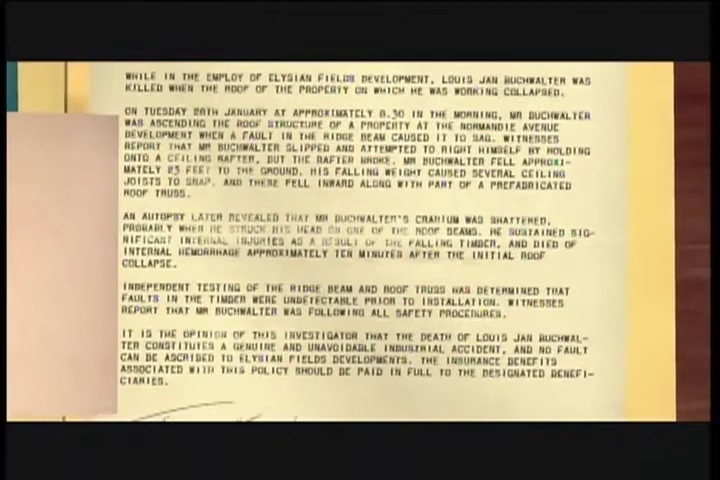 WHILE IN THE EMPLOY OF ELYSIAN FIELDS DEVELOPMENT, LOUIS JAN BUCHWALTER WAS
KILLED WHEN THE ROOF OF THE PROPERTY ON WHICH HE WAS WORKING COLLAPSED.
ON TUESDAY 28TH JANUARY AT APPROXIMATELY 8.30 IN THE MORNING, MR BUCHWALTER
WAS ASCENDING THE ROOF STRUCTURE OF A PROPERTY AT THE NORMANDIE AVENUE
DEVELOPMENT WHEN A FAULT IN THE RIDGE BEAM CAUSED IT TO SAG. WITNESSES
REPORT THAT MR BUCHWALTER SLIPPED AND ATTEMPTED TO RIGHT HIMSELF BY HOLDING
ONTO A CEILING RAFTER, BUT THE RAFTER BROKE. MR BUCHWALTER FELL APPROXI-
MATELY 25 FEET TO THE GROUND. HIS FALLING WEIGHT CAUSED SEVERAL CEILING
JOISTS TO SNAP, AND THESE FELL INWARD ALONG WITH PART OF A PREFABRICATED
ROOF TRUSS.
AN AUTOPSY LATER REVEALED THAT MR BUCHWALTER'S CRANIUM WAS SHATTERED,
PROBABLY WHEN HE STRUCK HIS HEAD ON ONE OF THE ROOF BEAMS. HE SUSTAINED SIG-
NIFICANT INTERNAL INJURIES AS A RESULT OF THE FALLING TIMBER, AND DIED OF
INTERNAL HEMORRHAGE APPROXIMATELY TEN MINUTES AFTER THE INITIAL ROOF
COLLAPSE.
INDEPENDENT TESTING OF THE RIDGE BEAM AND ROOF TRUSS HAS DETERMINED THAT
FAULTS IN THE TIMBER WERE UNDETECTABLE PRIOR TO INSTALLATION. WITNESSES
REPORT THAT MR BUCHWALTER WAS FOLLOWING ALL SAFETY PROCEDURES.
IT IS THE OPINION OF THIS INVESTIGATOR THAT THE DEATH OF LOUIS JAN BUCHWAL-
TER CONSTITUTES A GENUINE AND UNAVOIDABLE INDUSTRIAL ACCIDENT, AND NO FAULT
CAN BE ASCRIBED TO ELYSIAN FIELDS DEVELOPMENTS. THE INSURANCE BENEFITS
ASSOCIATED WITH THIS POLICY SHOULD BE PAID IN FULL TO THE DESIGNATED BENEFI-
CIARIES.